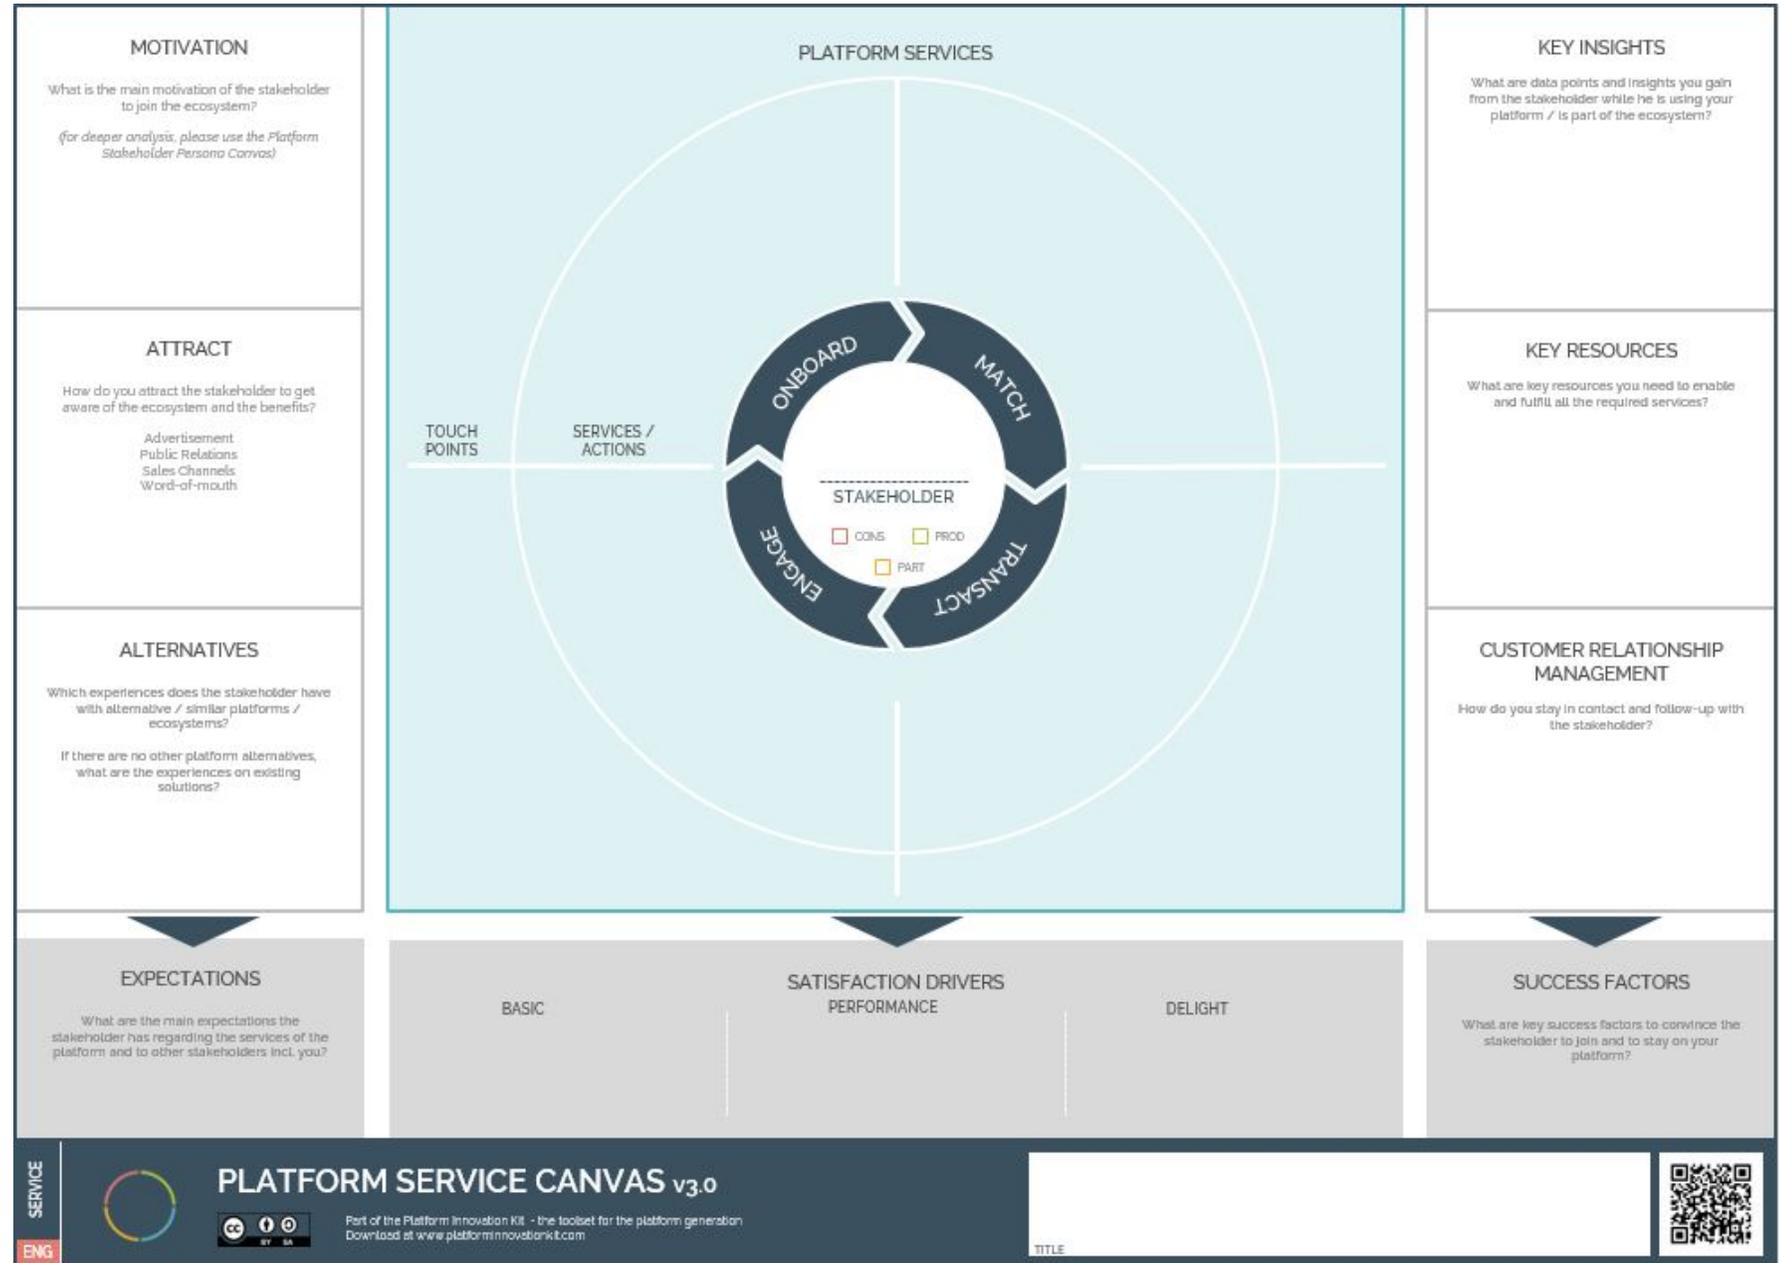 MOTIVATION
What is the main motivation of the stakeholder
to join the ecosystem?
(for deeper analysis, please use the Platform
Stakeholder Persona Canvas)
ATTRACT
How do you attract the stakeholder to get
aware of the ecosystem and the benefits?
Advertisement
Public Relations
Sales Channels
Word-of-mouth
ALTERNATIVES
Which experiences does the stakeholder have
with alternative / similar platforms /
ecosystems?
If there are no other platform alternatives,
what are the experiences on existing
solutions?
PLATFORM SERVICES
TOUCH
POINTS
SERVICES /
ACTIONS
ONBOARD
MATCH
TRANSACT
ENGAGE
STAKEHOLDER
CONS
PROD
PART
KEY INSIGHTS
What are data points and insights you gain
from the stakeholder while he is using your
platform / is part of the ecosystem?
KEY RESOURCES
What are key resources you need to enable
and fulfill all the required services?
CUSTOMER RELATIONSHIP
MANAGEMENT
How do you stay in contact and follow-up with
the stakeholder?
EXPECTATIONS
What are the main expectations the
stakeholder has regarding the services of the
platform and to other stakeholders incl. you?
SATISFACTION DRIVERS
BASIC
PERFORMANCE
DELIGHT
SUCCESS FACTORS
What are key success factors to convince the
stakeholder to join and to stay on your
platform?
SERVICE
ENG
PLATFORM SERVICE CANVAS v3.0
cc
BY SA
Part of the Platform Innovation Kit - the toolset for the platform generation
Download at www.platforminnovationkit.com
TITLE